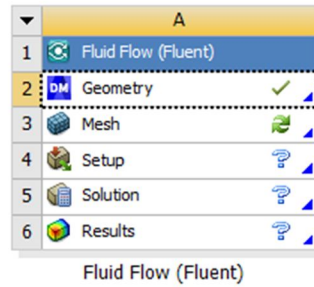 A
1 Fluid Flow (Fluent)
2 DM Geometry
3 Mesh
4 Setup ?
5 Solution ?
6 Results ?
Fluid Flow (Fluent)